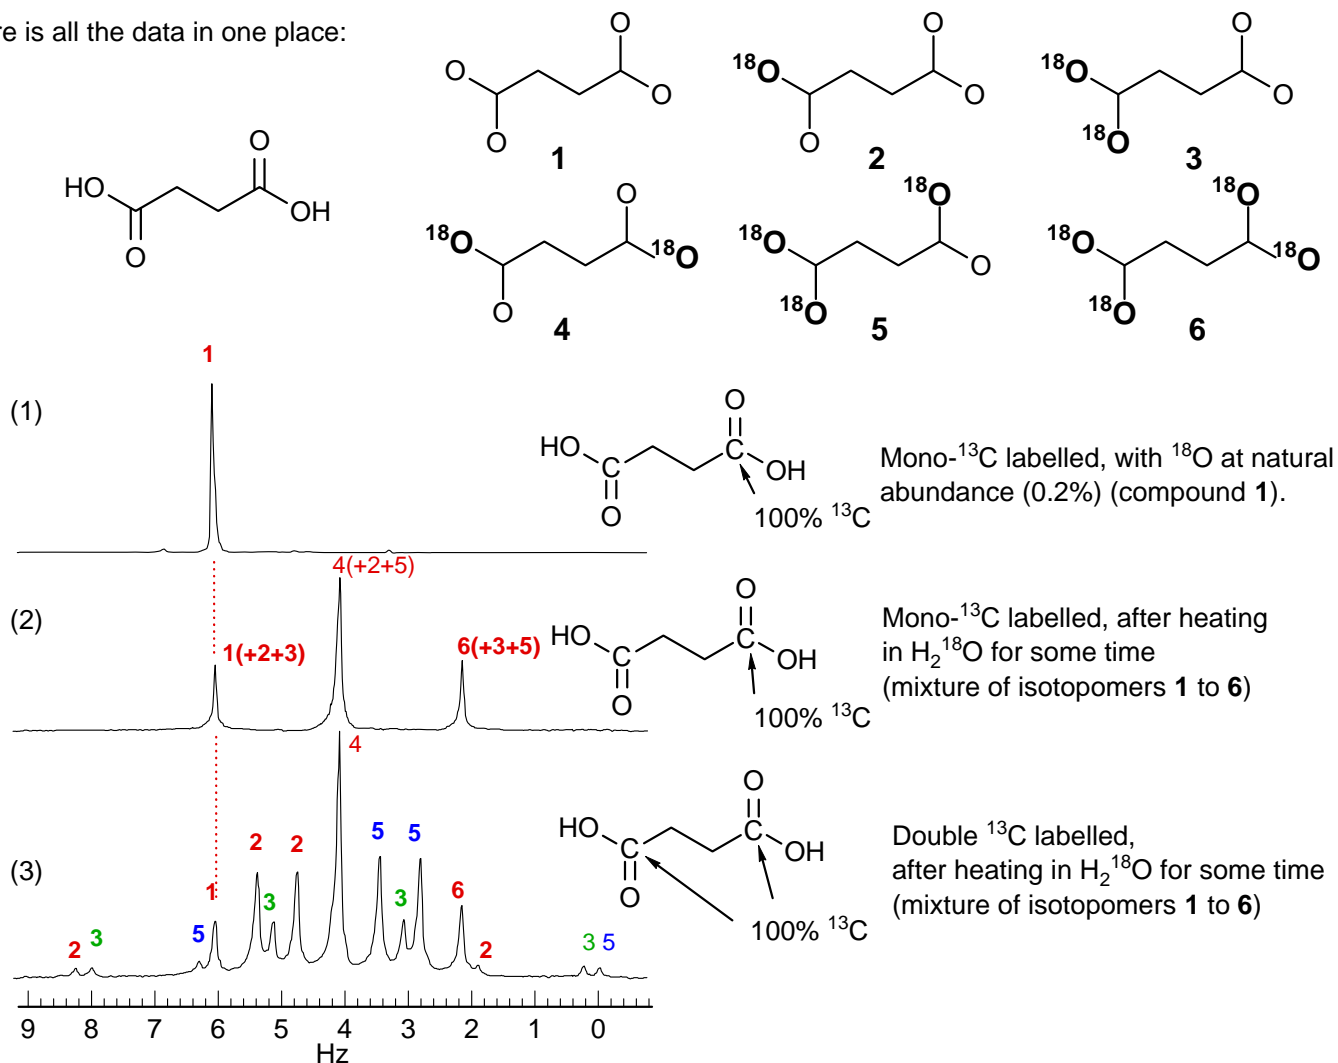 re is all the data in one place:
HO
O
O
OH
O
O
O
O
1
¹⁸O
O
O
O
2
¹⁸O
¹⁸O
O
O
3
¹⁸O
O
O
¹⁸O
4
¹⁸O
¹⁸O
¹⁸O
O
5
¹⁸O
¹⁸O
¹⁸O
¹⁸O
6
(1)
1
HO
C
O
O
C
OH
100% ¹³C
Mono-¹³C labelled, with ¹⁸O at natural
abundance (0.2%) (compound 1).
(2)
1(+2+3)
4(+2+5)
6(+3+5)
HO
C
O
O
C
OH
100% ¹³C
Mono-¹³C labelled, after heating
in H₂¹⁸O for some time
(mixture of isotopomers 1 to 6)
(3)
2
3
5
1
2
3
2
4
5
3
5
6
2
3
5
HO
C
O
O
C
OH
100% ¹³C
Double ¹³C labelled,
after heating in H₂¹⁸O for some time
(mixture of isotopomers 1 to 6)
9 8 7 6 5 4 3 2 1 0
Hz